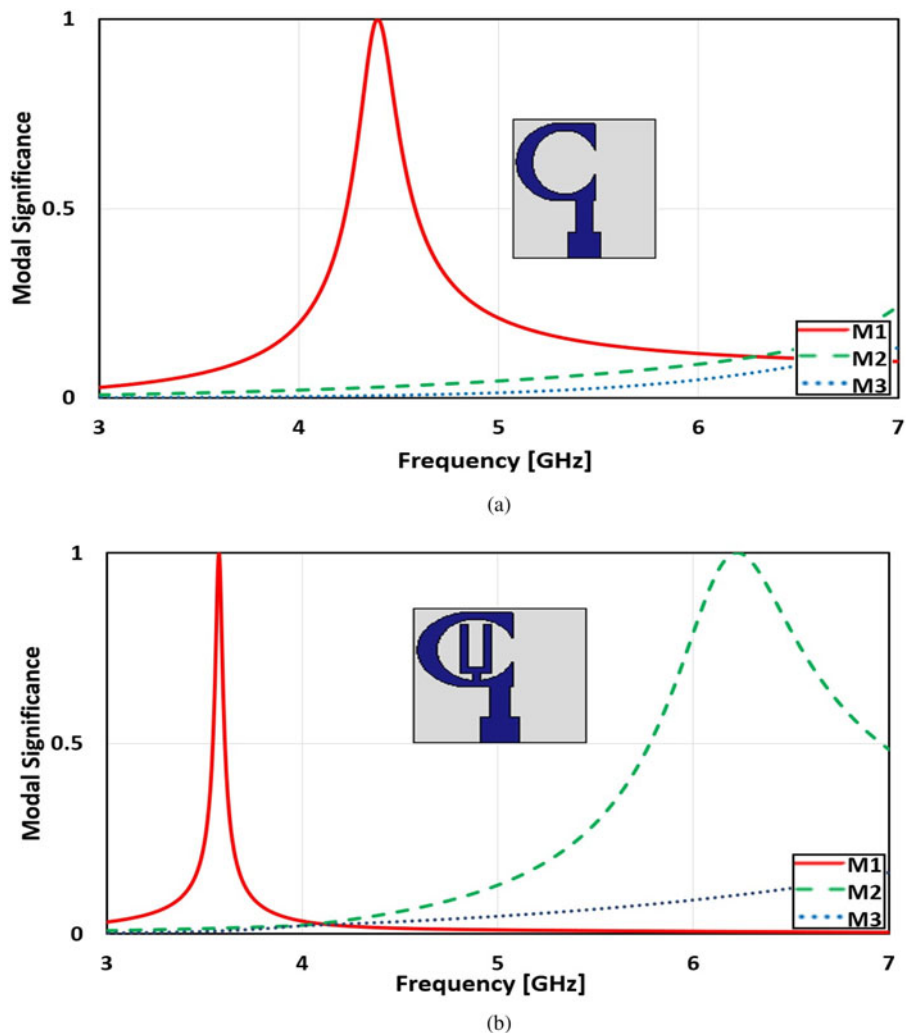 1
Modal Significance
0.5
M1
M2
M3
0
3
4
5
6
7
Frequency [GHz]
(a)
1
Modal Significance
0.5
M1
M2
M3
0
3
4
5
6
7
Frequency [GHz]
(b)